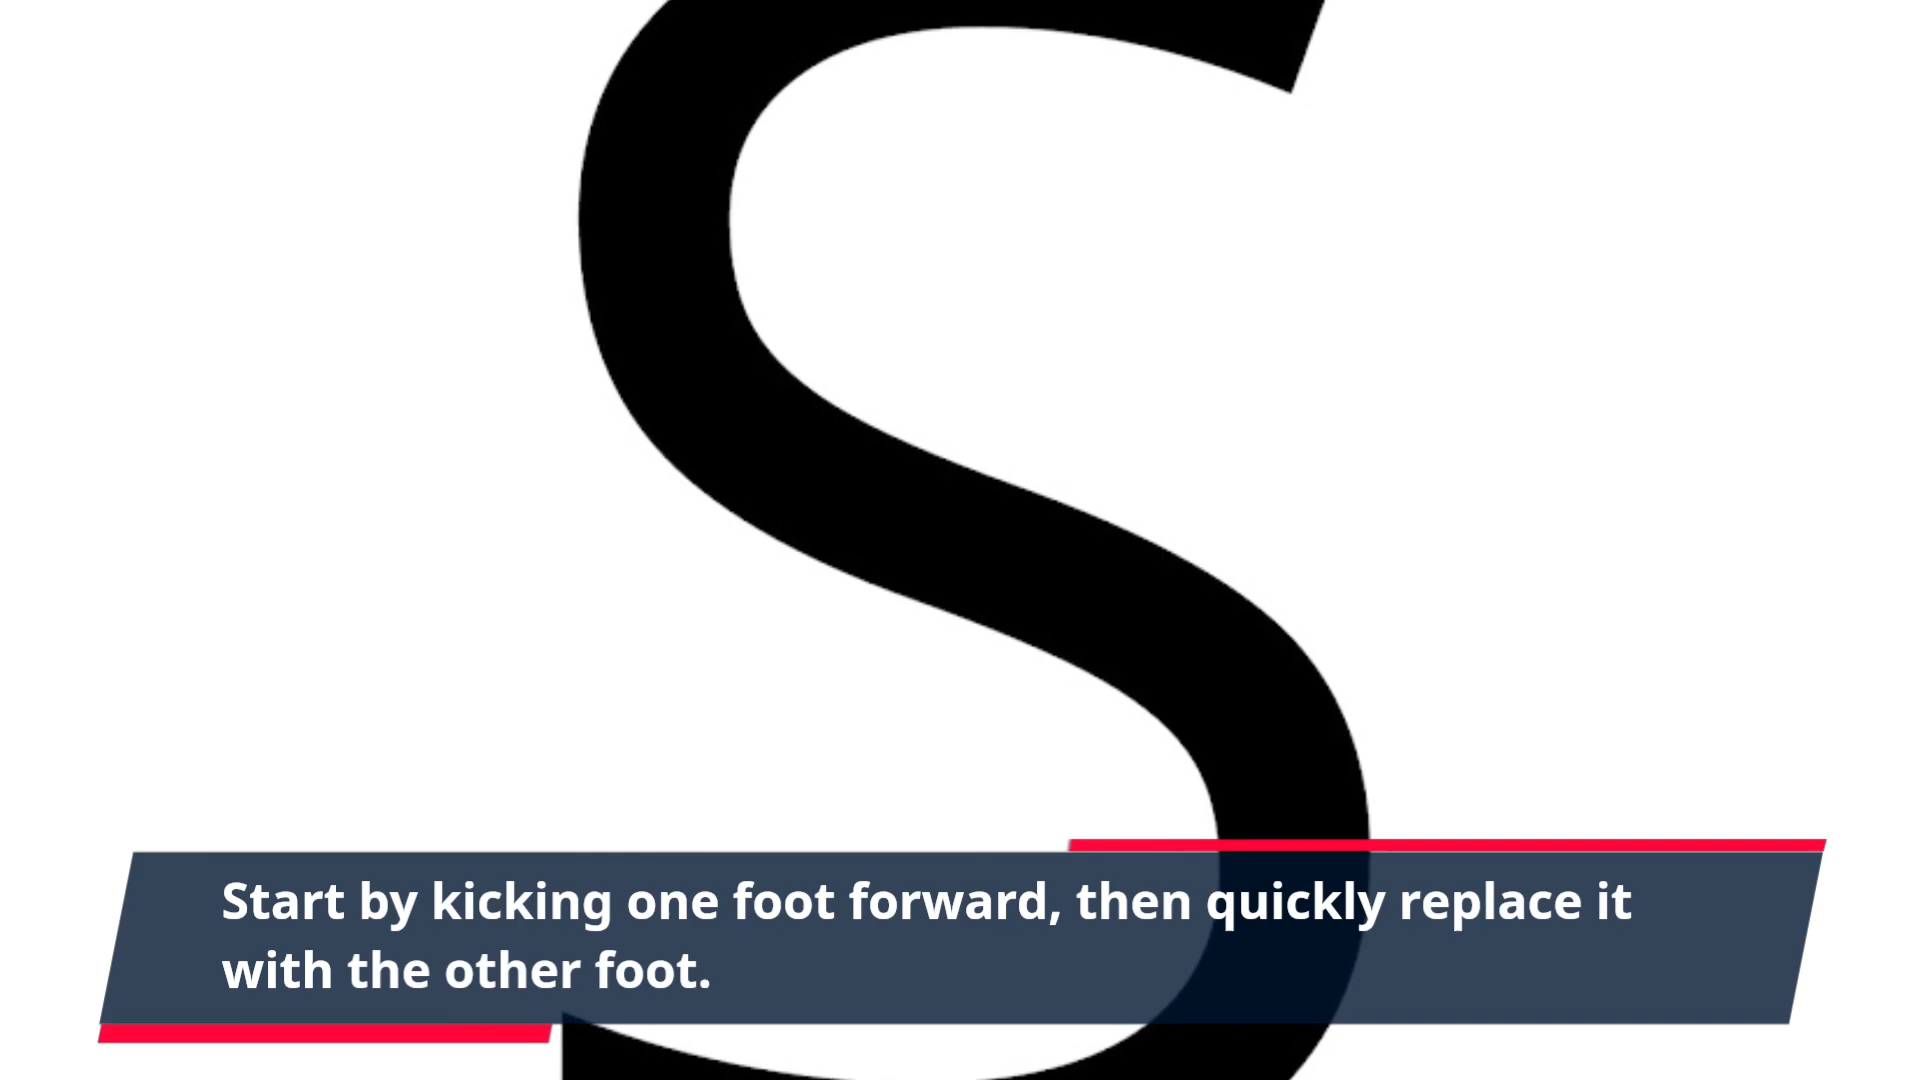 S
Start by kicking one foot forward, then quickly replace it
with the other foot.